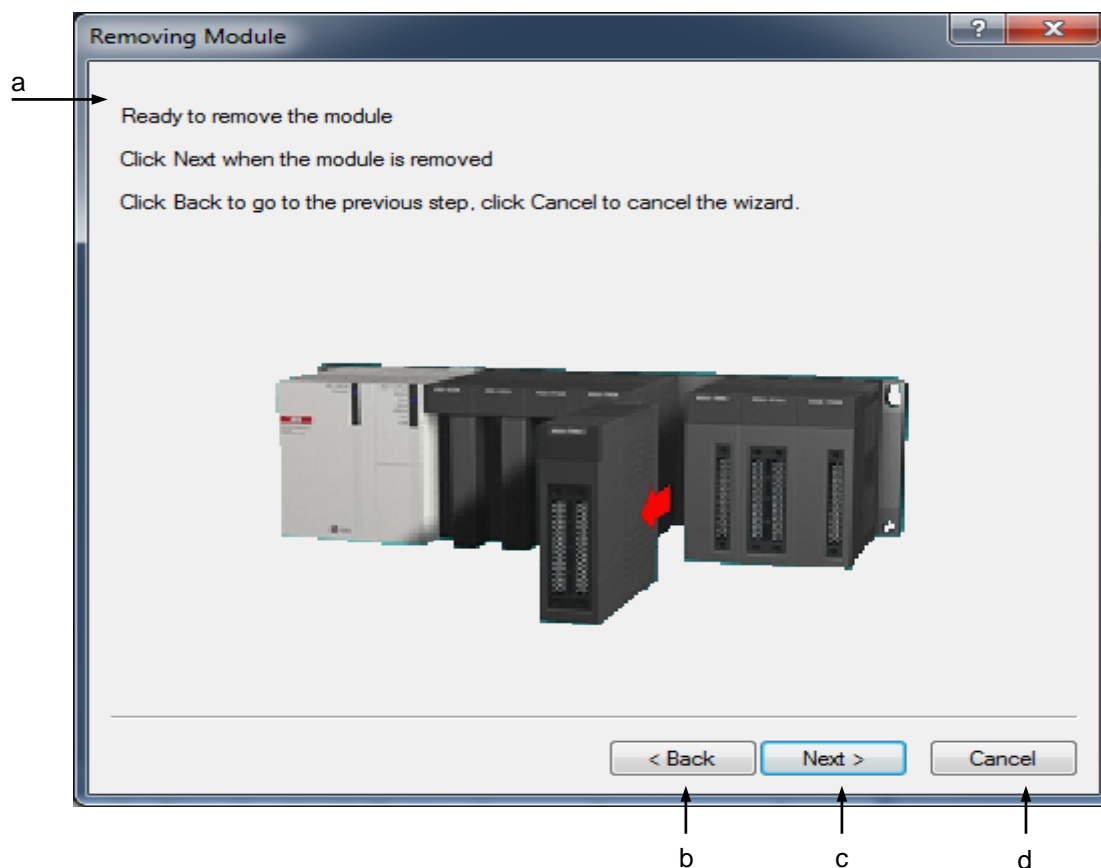 Removing Module
?
X
a
Ready to remove the module
Click Next when the module is removed
Click Back to go to the previous step, click Cancel to cancel the wizard.
< Back
Next >
Cancel
b
c
d